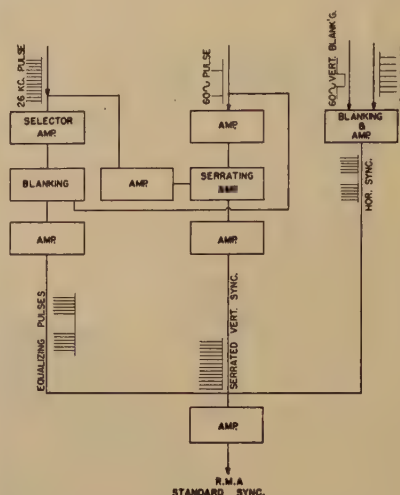 26 KC. PULSE
60~ PULSE
60~ VERT. BLANK'G.
SELECTOR
AMP.
AMP.
BLANKING
&
AMP.
BLANKING
AMP.
SERRATING
HOR. SYNC.
AMP.
AMP.
EQUALIZING PULSES
SERRATED VERT. SYNC.
AMP.
R.M.A
STANDARD SYNC.